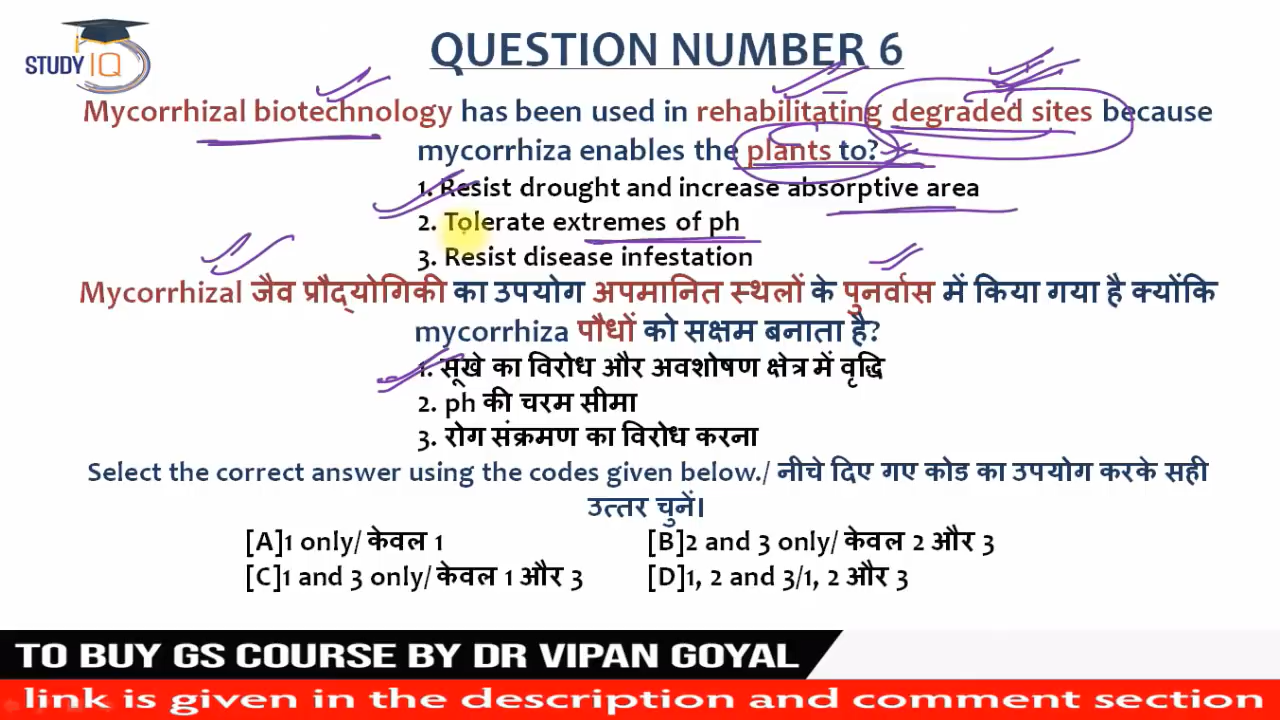 STUDY IQ
QUESTION NUMBER 6
Mycorrhizal biotechnology has been used in rehabilitating degraded sites because
mycorrhiza enables the plants to?
1. Resist drought and increase absorptive area
2. Tolerate extremes of ph
3. Resist disease infestation
Mycorrhizal जैव प्रौद्योगिकी का उपयोग अपमानित स्थलों के पुनर्वास में किया गया है क्योंकि
mycorrhiza पौधों को सक्षम बनाता है?
1. सूखे का विरोध और अवशोषण क्षेत्र में वृद्धि
2. ph की चरम सीमा
3. रोग संक्रमण का विरोध करना
Select the correct answer using the codes given below./ नीचे दिए गए कोड का उपयोग करके सही
उत्तर चुनें।
[A]1 only/ केवल 1 [B]2 and 3 only/ केवल 2 और 3
[C]1 and 3 only/ केवल 1 और 3 [D]1, 2 and 3/1, 2 और 3
TO BUY GS COURSE BY DR VIPAN GOYAL
link is given in the description and comment section